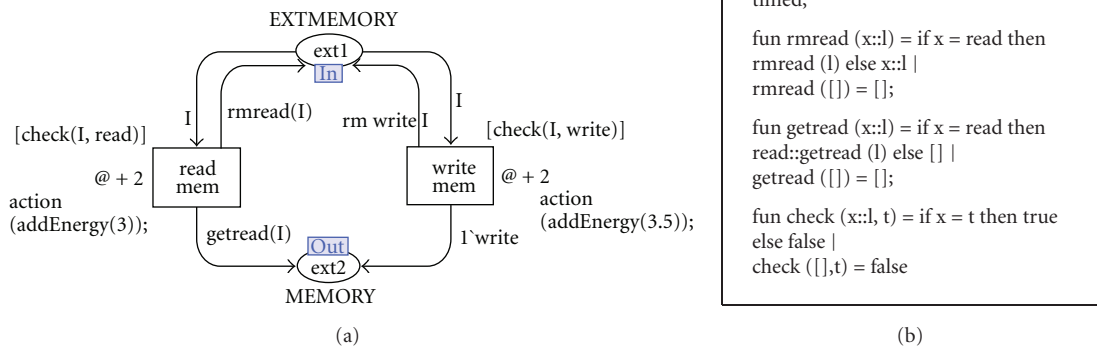 EXTMEMORY
ext1
In
I
rmread(I)
rm write I
I
[check(I, read)]
[check(I, write)]
read
mem
write
mem
@ + 2
@ + 2
action
(addEnergy(3));
action
(addEnergy(3.5));
getread(I)
1`write
Out
ext2
MEMORY
(a)
timed;
fun rmread (x::l) = if x = read then
rmread (l) else x::l |
rmread ([]) = [];
fun getread (x::l) = if x = read then
read::getread (l) else [] |
getread ([]) = [];
fun check (x::l, t) = if x = t then true
else false |
check ([],t) = false
(b)